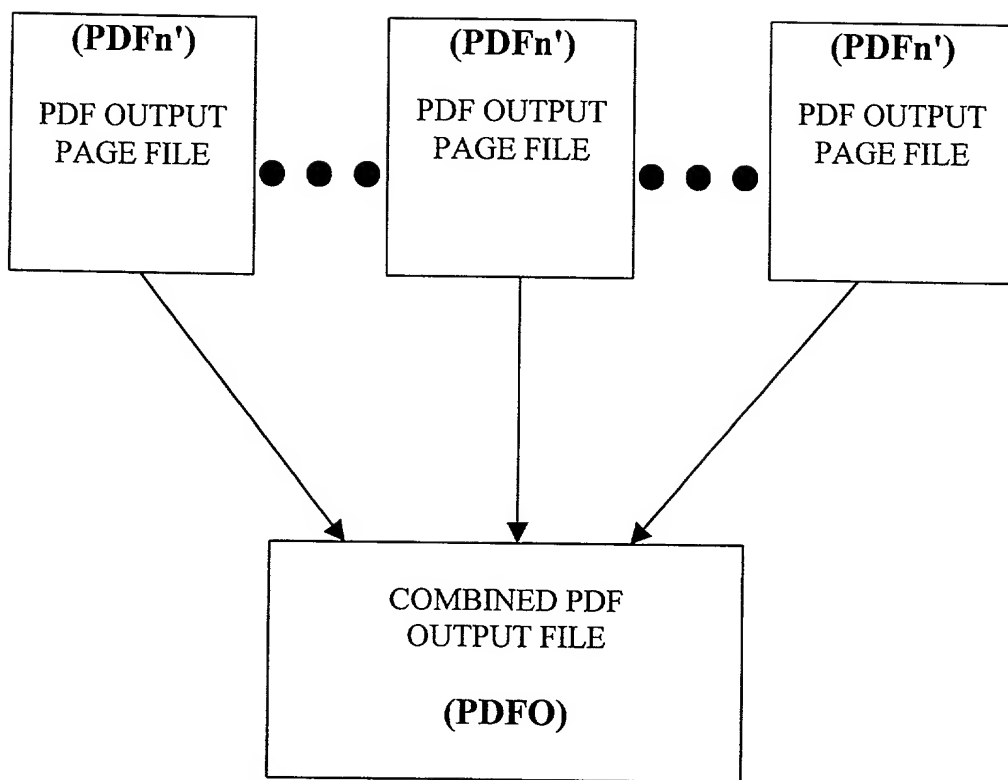 (PDFn')
PDF OUTPUT
PAGE FILE
(PDFn')
PDF OUTPUT
PAGE FILE
(PDFn')
PDF OUTPUT
PAGE FILE
COMBINED PDF
OUTPUT FILE
(PDFO)